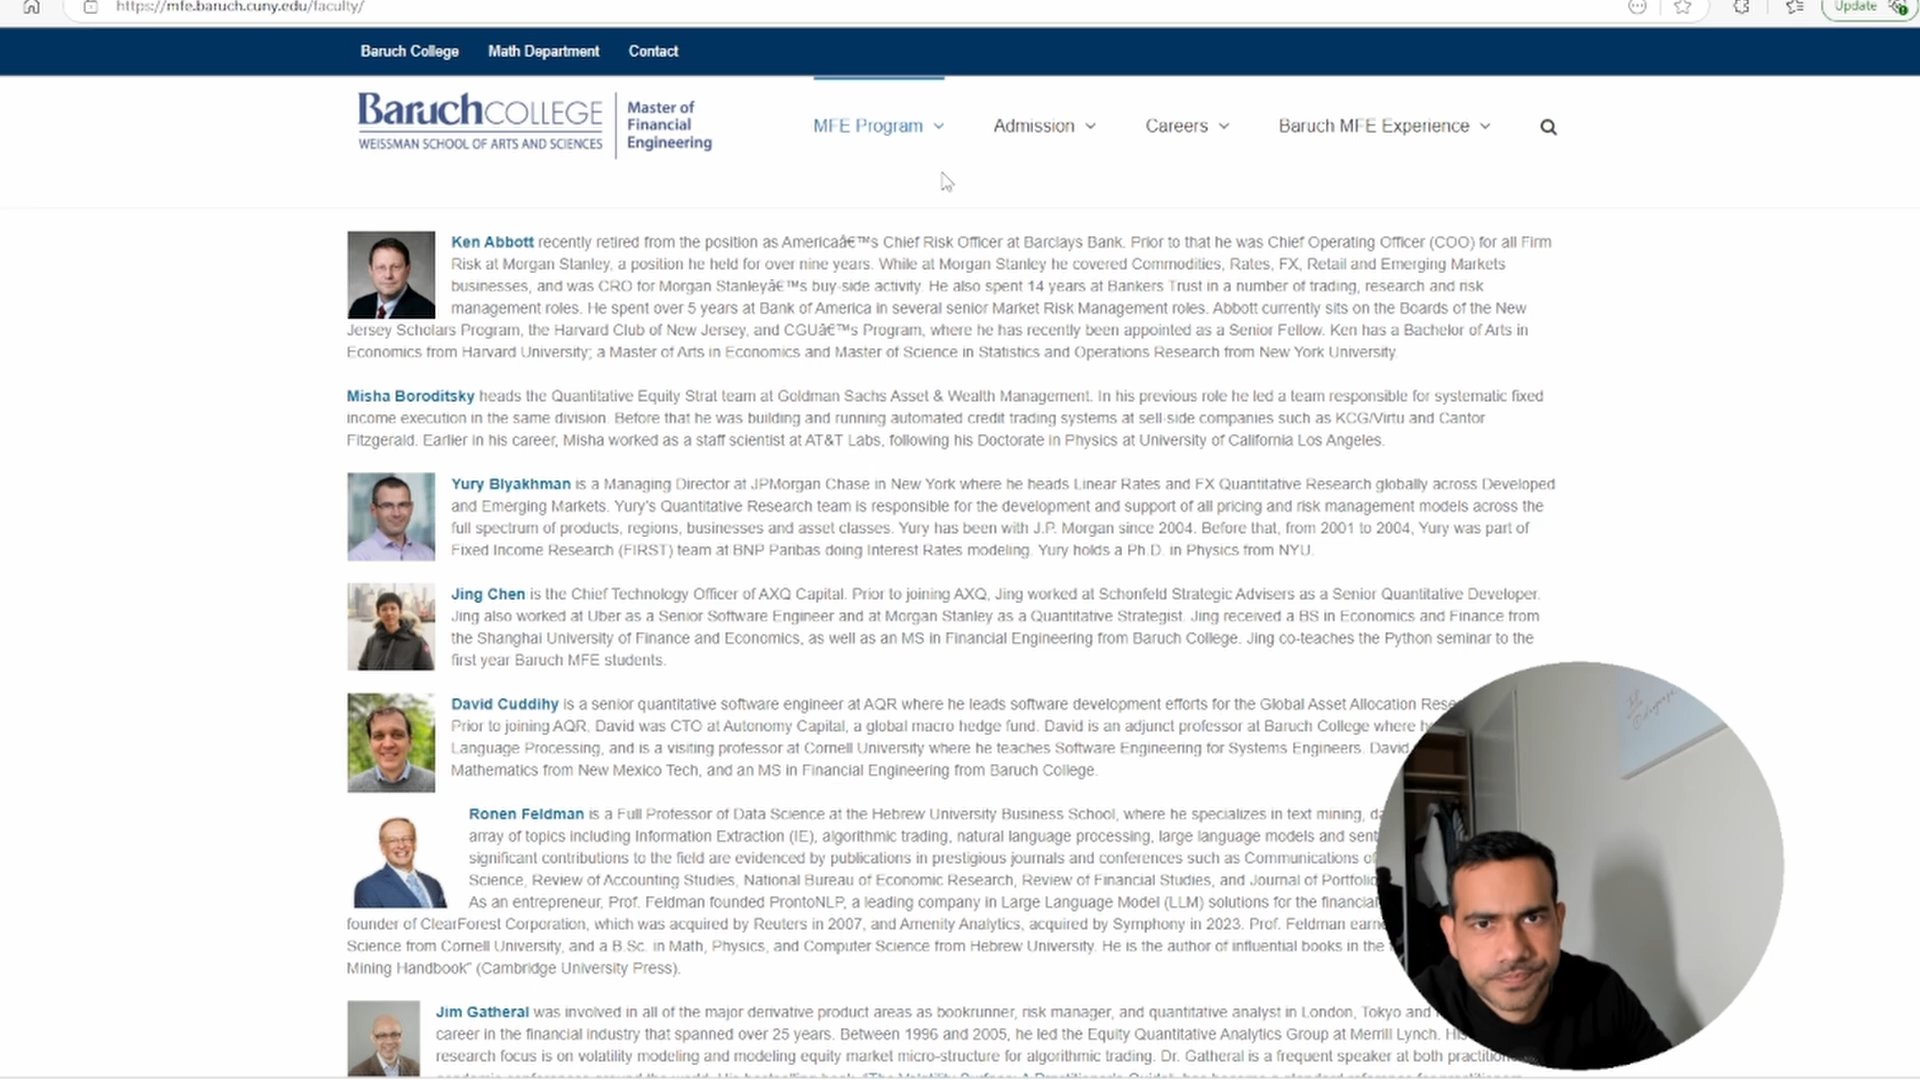 https://mfe.baruch.cuny.edu/faculty/
Update
Baruch College Math Department Contact
BaruchCOLLEGE
WEISSMAN SCHOOL OF ARTS AND SCIENCES
Master of
Financial
Engineering
MFE Program Admission Careers Baruch MFE Experience
Ken Abbott recently retired from the position as Americaâ€™s Chief Risk Officer at Barclays Bank. Prior to that he was Chief Operating Officer (COO) for all Firm
Risk at Morgan Stanley, a position he held for over nine years. While at Morgan Stanley he covered Commodities, Rates, FX, Retail and Emerging Markets
businesses, and was CRO for Morgan Stanleyâ€™s buy-side activity. He also spent 14 years at Bankers Trust in a number of trading, research and risk
management roles. He spent over 5 years at Bank of America in several senior Market Risk Management roles. Abbott currently sits on the Boards of the New
Jersey Scholars Program, the Harvard Club of New Jersey, and CGUâ€™s Program, where he has recently been appointed as a Senior Fellow. Ken has a Bachelor of Arts in
Economics from Harvard University; a Master of Arts in Economics and Master of Science in Statistics and Operations Research from New York University.
Misha Boroditsky heads the Quantitative Equity Strat team at Goldman Sachs Asset & Wealth Management. In his previous role he led a team responsible for systematic fixed
income execution in the same division. Before that he was building and running automated credit trading systems at sell-side companies such as KCG/Virtu and Cantor
Fitzgerald. Earlier in his career, Misha worked as a staff scientist at AT&T Labs, following his Doctorate in Physics at University of California Los Angeles.
Yury Blyakhman is a Managing Director at JPMorgan Chase in New York where he heads Linear Rates and FX Quantitative Research globally across Developed
and Emerging Markets. Yury's Quantitative Research team is responsible for the development and support of all pricing and risk management models across the
full spectrum of products, regions, businesses and asset classes. Yury has been with J.P. Morgan since 2004. Before that, from 2001 to 2004, Yury was part of
Fixed Income Research (FIRST) team at BNP Paribas doing Interest Rates modeling. Yury holds a Ph.D. in Physics from NYU.
Jing Chen is the Chief Technology Officer of AXQ Capital. Prior to joining AXQ, Jing worked at Schonfeld Strategic Advisers as a Senior Quantitative Developer.
Jing also worked at Uber as a Senior Software Engineer and at Morgan Stanley as a Quantitative Strategist. Jing received a BS in Economics and Finance from
the Shanghai University of Finance and Economics, as well as an MS in Financial Engineering from Baruch College. Jing co-teaches the Python seminar to the
first year Baruch MFE students.
David Cuddihy is a senior quantitative software engineer at AQR where he leads software development efforts for the Global Asset Allocation
Prior to joining AQR, David was CTO at Autonomy Capital, a global macro hedge fund. David is an adjunct professor at Baruch College where
Language Processing, and is a visiting professor at Cornell University where he teaches Software Engineering for Systems Engineers. David
Mathematics from New Mexico Tech, and an MS in Financial Engineering from Baruch College.
Ronen Feldman is a Full Professor of Data Science at the Hebrew University Business School, where he specializes in text mining,
array of topics including Information Extraction (IE), algorithmic trading, natural language processing, large language models and
significant contributions to the field are evidenced by publications in prestigious journals and conferences such as Communications
Science, Review of Accounting Studies, National Bureau of Economic Research, Review of Financial Studies, and Journal of
As an entrepreneur, Prof. Feldman founded ProntoNLP, a leading company in Large Language Model (LLM) solutions for the
founder of ClearForest Corporation, which was acquired by Reuters in 2007, and Amenity Analytics, acquired by Symphony in 2023. Prof. Feldman
Science from Cornell University, and a B.Sc. in Math, Physics, and Computer Science from Hebrew University. He is the author of influential books in the
Mining Handbook" (Cambridge University Press).
Jim Gatheral was involved in all of the major derivative product areas as bookrunner, risk manager, and quantitative analyst in London, Tokyo and
career in the financial industry that spanned over 25 years. Between 1996 and 2005, he led the Equity Quantitative Analytics Group at Merrill Lynch.
research focus is on volatility modeling and modeling equity market micro-structure for algorithmic trading. Dr. Gatheral is a frequent speaker at both